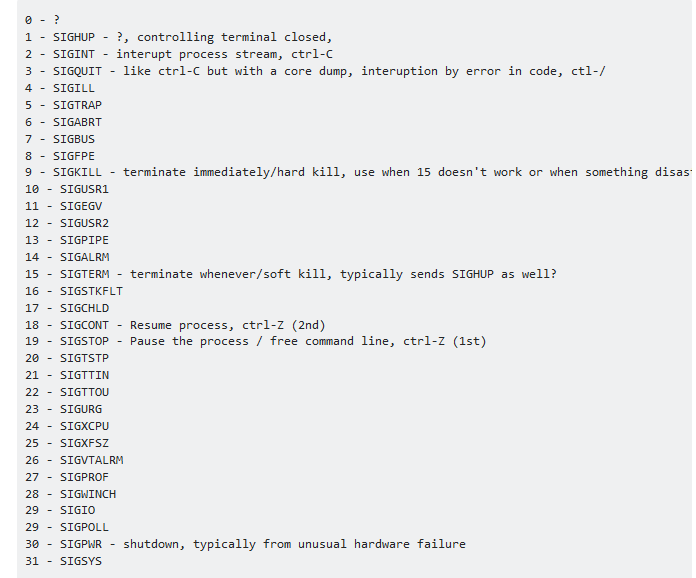 0 - ?
1 - SIGHUP - ?, controlling terminal closed,
2 - SIGINT - interupt process stream, ctrl-C
3 - SIGQUIT - like ctrl-C but with a core dump, interuption by error in code, ctl-/
4 - SIGILL
5 - SIGTRAP
6 - SIGABRT
7 - SIGBUS
8 - SIGFPE
9 - SIGKILL - terminate immediately/hard kill, use when 15 doesn't work or when something disas
10 - SIGUSR1
11 - SIGEGV
12 - SIGUSR2
13 - SIGPIPE
14 - SIGALRM
15 - SIGTERM - terminate whenever/soft kill, typically sends SIGHUP as well?
16 - SIGSTKFLT
17 - SIGCHLD
18 - SIGCONT - Resume process, ctrl-Z (2nd)
19 - SIGSTOP - Pause the process / free command line, ctrl-Z (1st)
20 - SIGTSTP
21 - SIGTTIN
22 - SIGTTOU
23 - SIGURG
24 - SIGXCPU
25 - SIGXFSZ
26 - SIGVTALRM
27 - SIGPROF
28 - SIGWINCH
29 - SIGIO
29 - SIGPOLL
30 - SIGPWR - shutdown, typically from unusual hardware failure
31 - SIGSYS